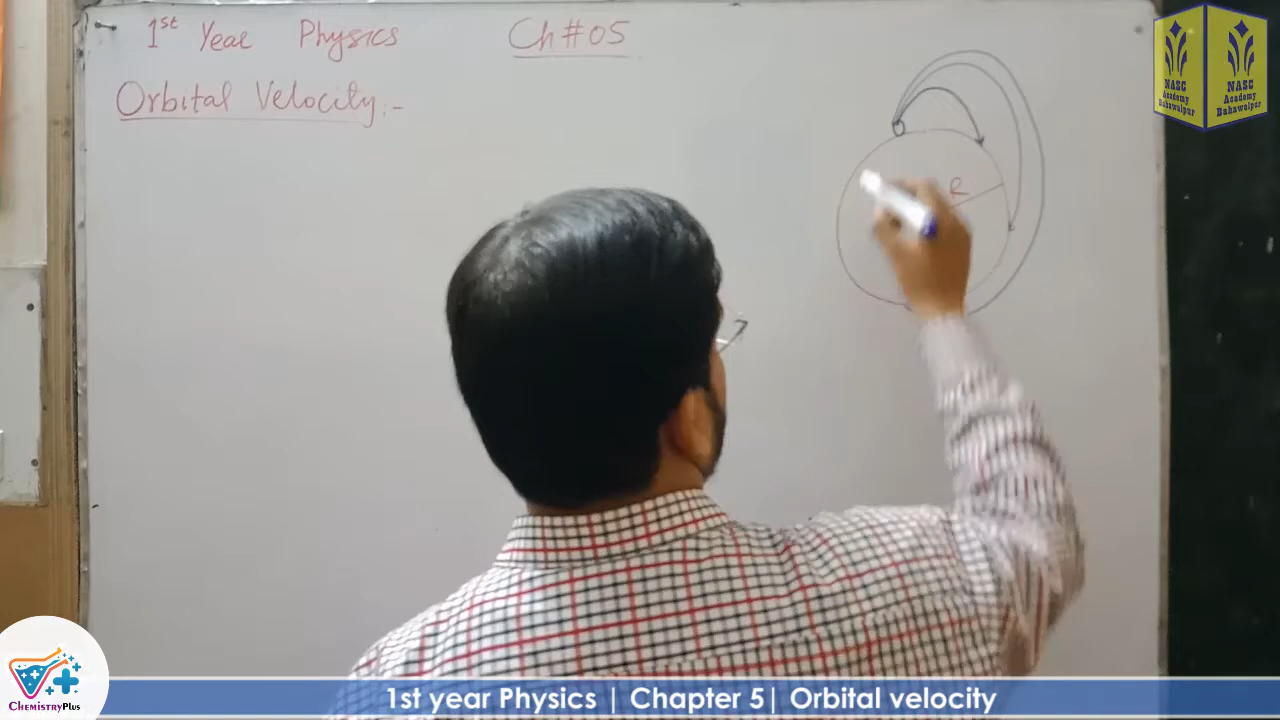 1st Year Physics Ch#05
Orbital Velocity:-
R
NASC
Academy
Bahawalpur
NASC
Academy
Bahawalpur
ChemistryPlus
1st year Physics | Chapter 5| Orbital velocity